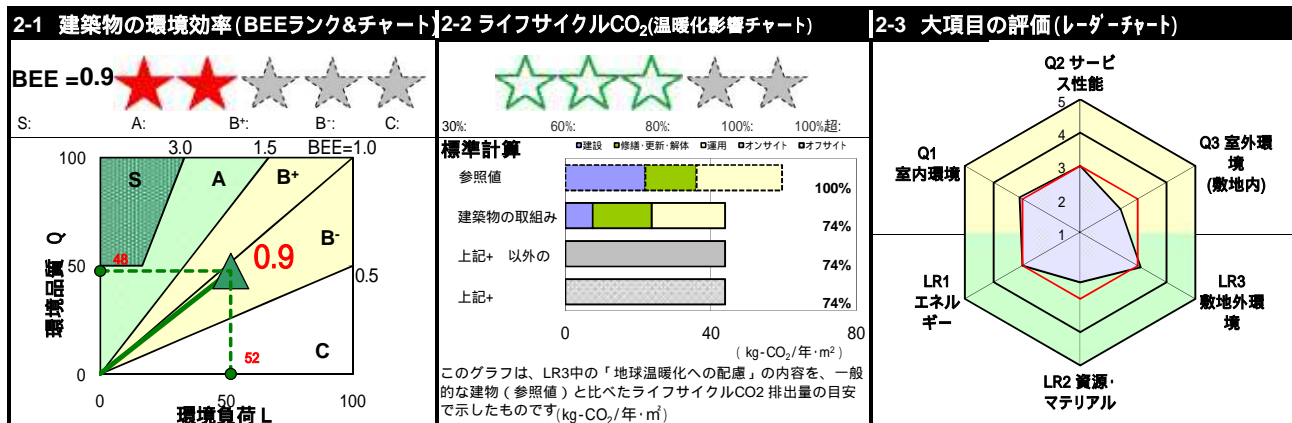 2-1 建築物の環境効率(BEEランク&チャート)
BEE =0.9
S: A: B+: B-: C:
3.0 1.5 BEE=1.0
100
S A B+
B-
50
48
0.9
0.5
環境品質 Q
52
C
0
0 50 100
環境負荷 L
2-2 ライフサイクルCO2(温暖化影響チャート)
30%: 60%: 80%: 100%: 100%超:
標準計算
建設 修繕・更新・解体 運用 オンサイト オフサイト
参照値 100%
建築物の取組み 74%
上記+ 以外の 74%
上記+ 74%
0 40 80
( kg-CO2/年・m2 )
このグラフは、LR3中の「地球温暖化への配慮」の内容を、一般
的な建物(参照値)と比べたライフサイクルCO2 排出量の目安
で示したものです(kg-CO2/年・㎡)
2-3 大項目の評価(レーダーチャート)
Q2 サービ
ス性能
5
4
3
2
1
Q1
室内環境
Q3 室外環
境
(敷地内)
LR1
エネル
ギー
LR3
敷地外環
境
LR2 資源・
マテリアル